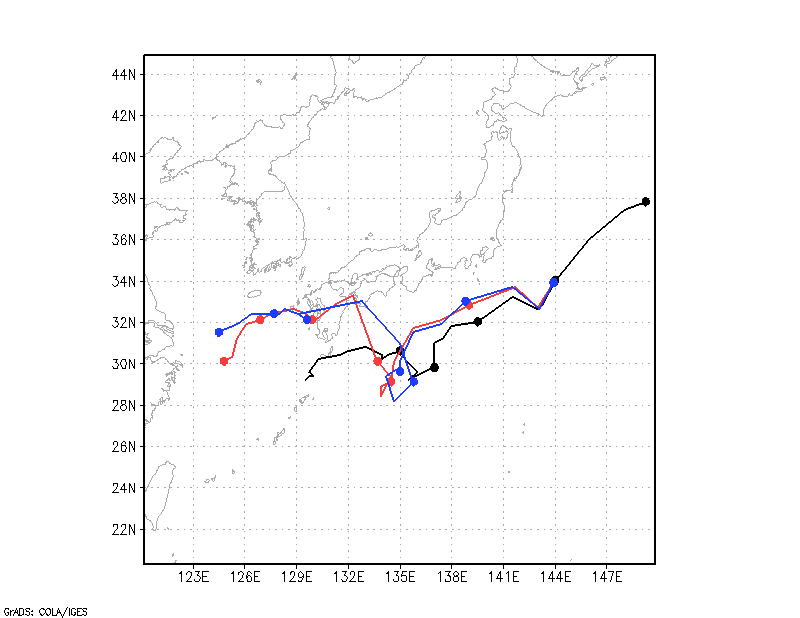 44N
42N
40N
38N
36N
34N
32N
30N
28N
26N
24N
22N
123E 126E 129E 132E 135E 138E 141E 144E 147E
GrADS: COLA/IGES